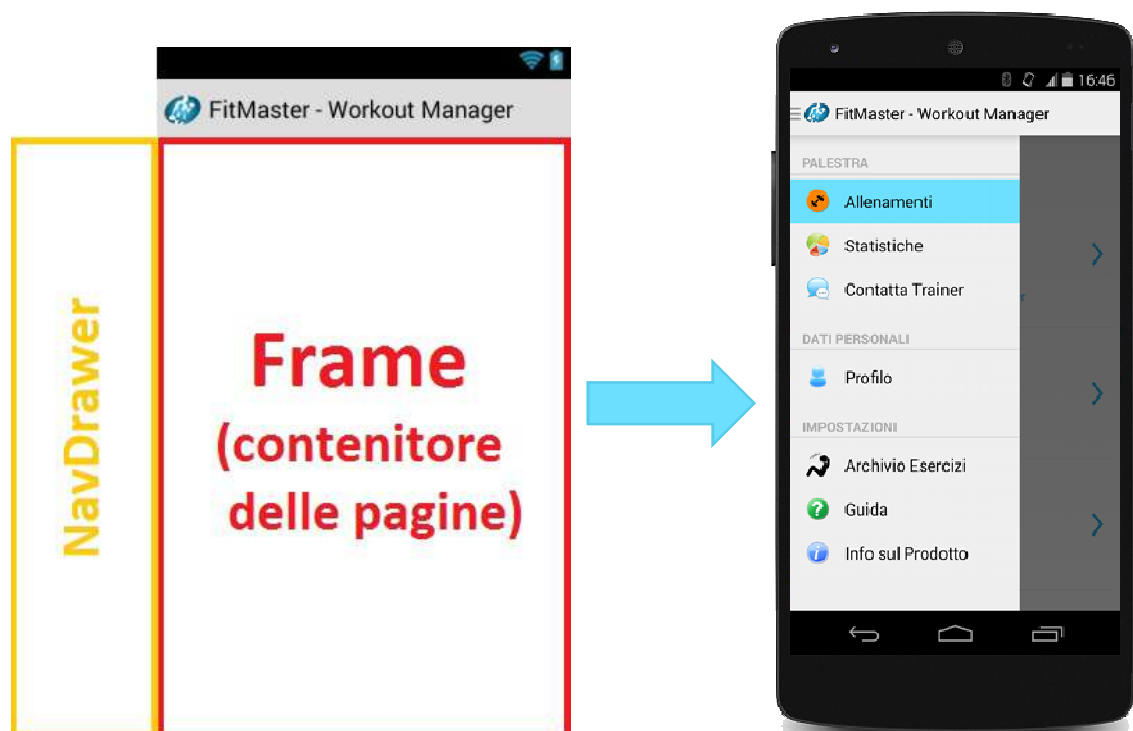 FitMaster - Workout Manager
NavDrawer
Frame
(contenitore
delle pagine)
16:46
FitMaster - Workout Manager
PALESTRA
Allenamenti
Statistiche
Contatta Trainer
DATI PERSONALI
Profilo
IMPOSTAZIONI
Archivio Esercizi
Guida
Info sul Prodotto